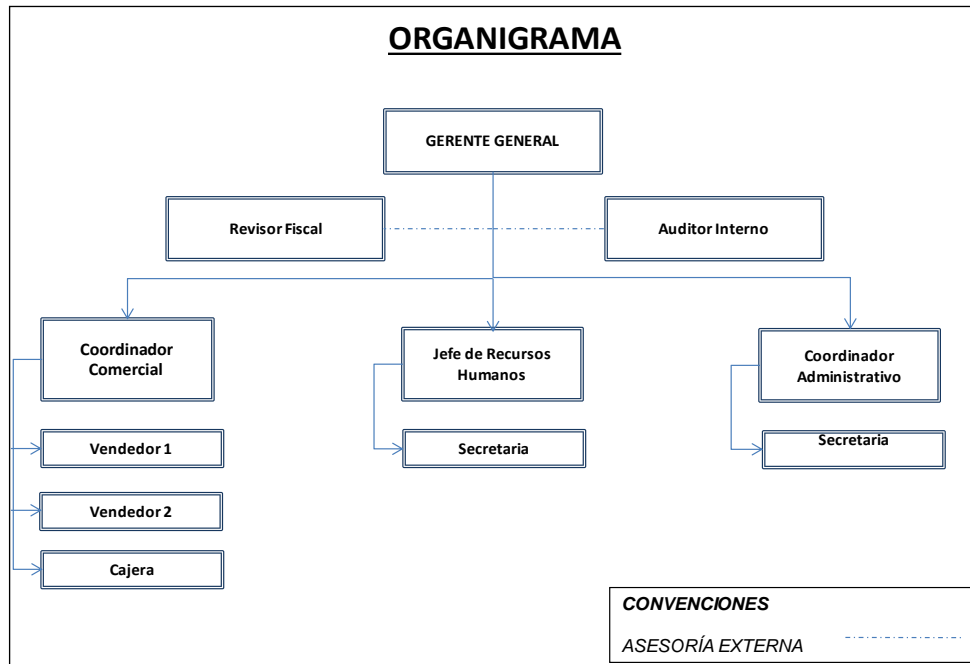 ORGANIGRAMA
GERENTE GENERAL
Revisor Fiscal
Auditor Interno
Coordinador
Comercial
Jefe de Recursos
Humanos
Coordinador
Administrativo
Vendedor 1
Secretaria
Secretaria
Vendedor 2
Cajera
CONVENCIONES
ASESORÍA EXTERNA